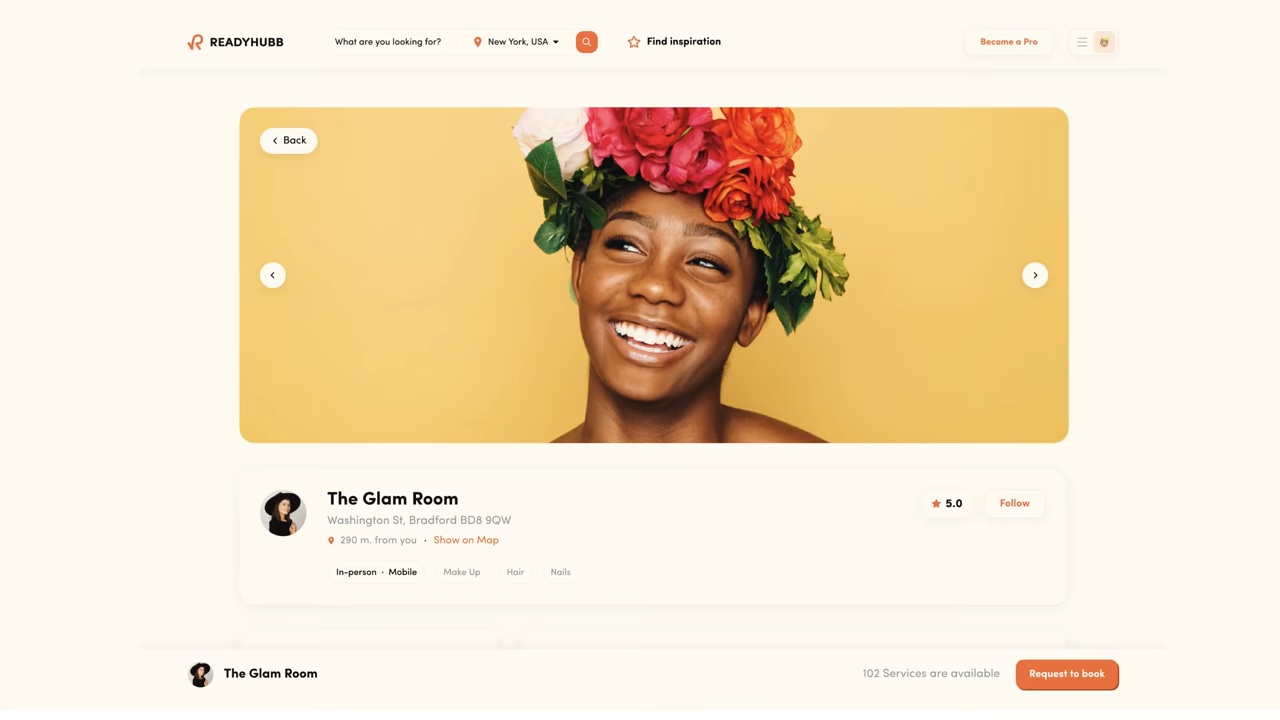 READYHUBB
What are you looking for?
New York, USA
Find inspiration
Become a Pro
Back
The Glam Room
5.0
Follow
Washington St, Bradford BD8 9QW
290 m. from you · Show on Map
In-person · Mobile
Make Up
Hair
Nails
The Glam Room
102 Services are available
Request to book